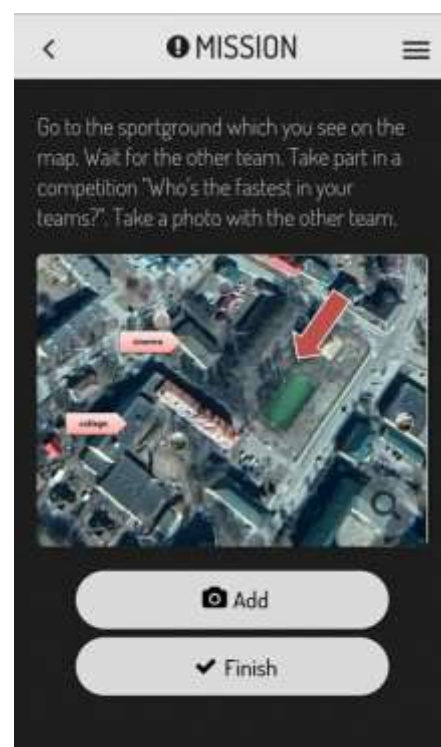 MISSION
Go to the sportground which you see on the
map. Wait for the other team. Take part in a
competition "Who's the fastest in your
teams?". Take a photo with the other team.
cinema
college
Add
Finish